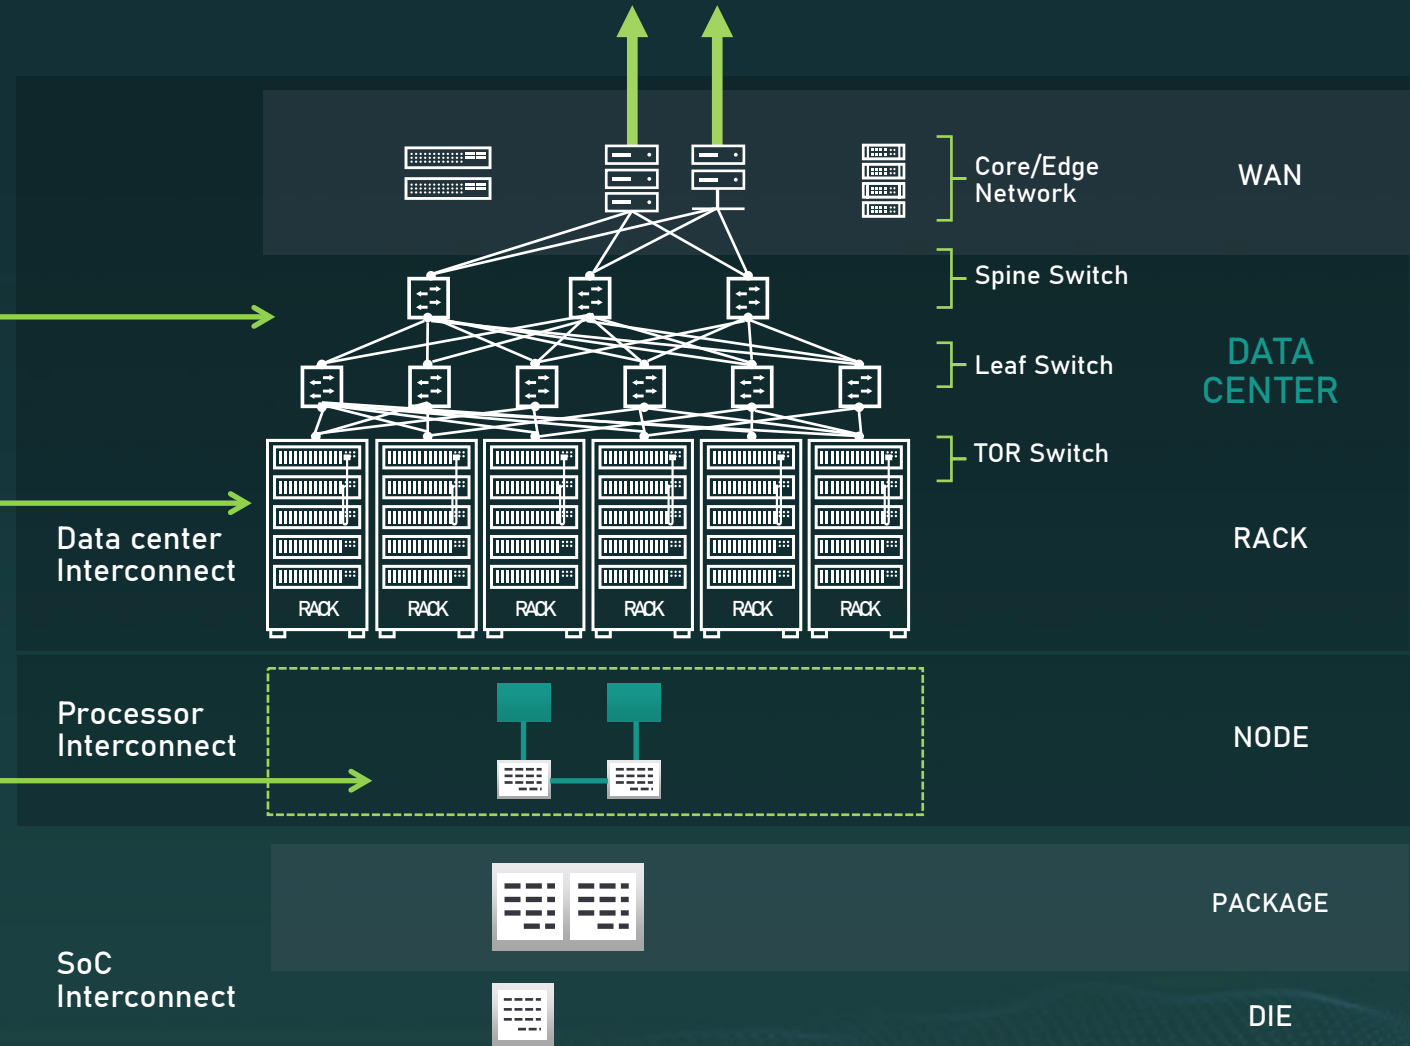 Core/Edge
Network
WAN
Spine Switch
Leaf Switch
DATA
CENTER
TOR Switch
Data center
Interconnect
RACK
RACK
RACK
RACK
RACK
RACK
RACK
Processor
Interconnect
NODE
PACKAGE
SoC
Interconnect
DIE